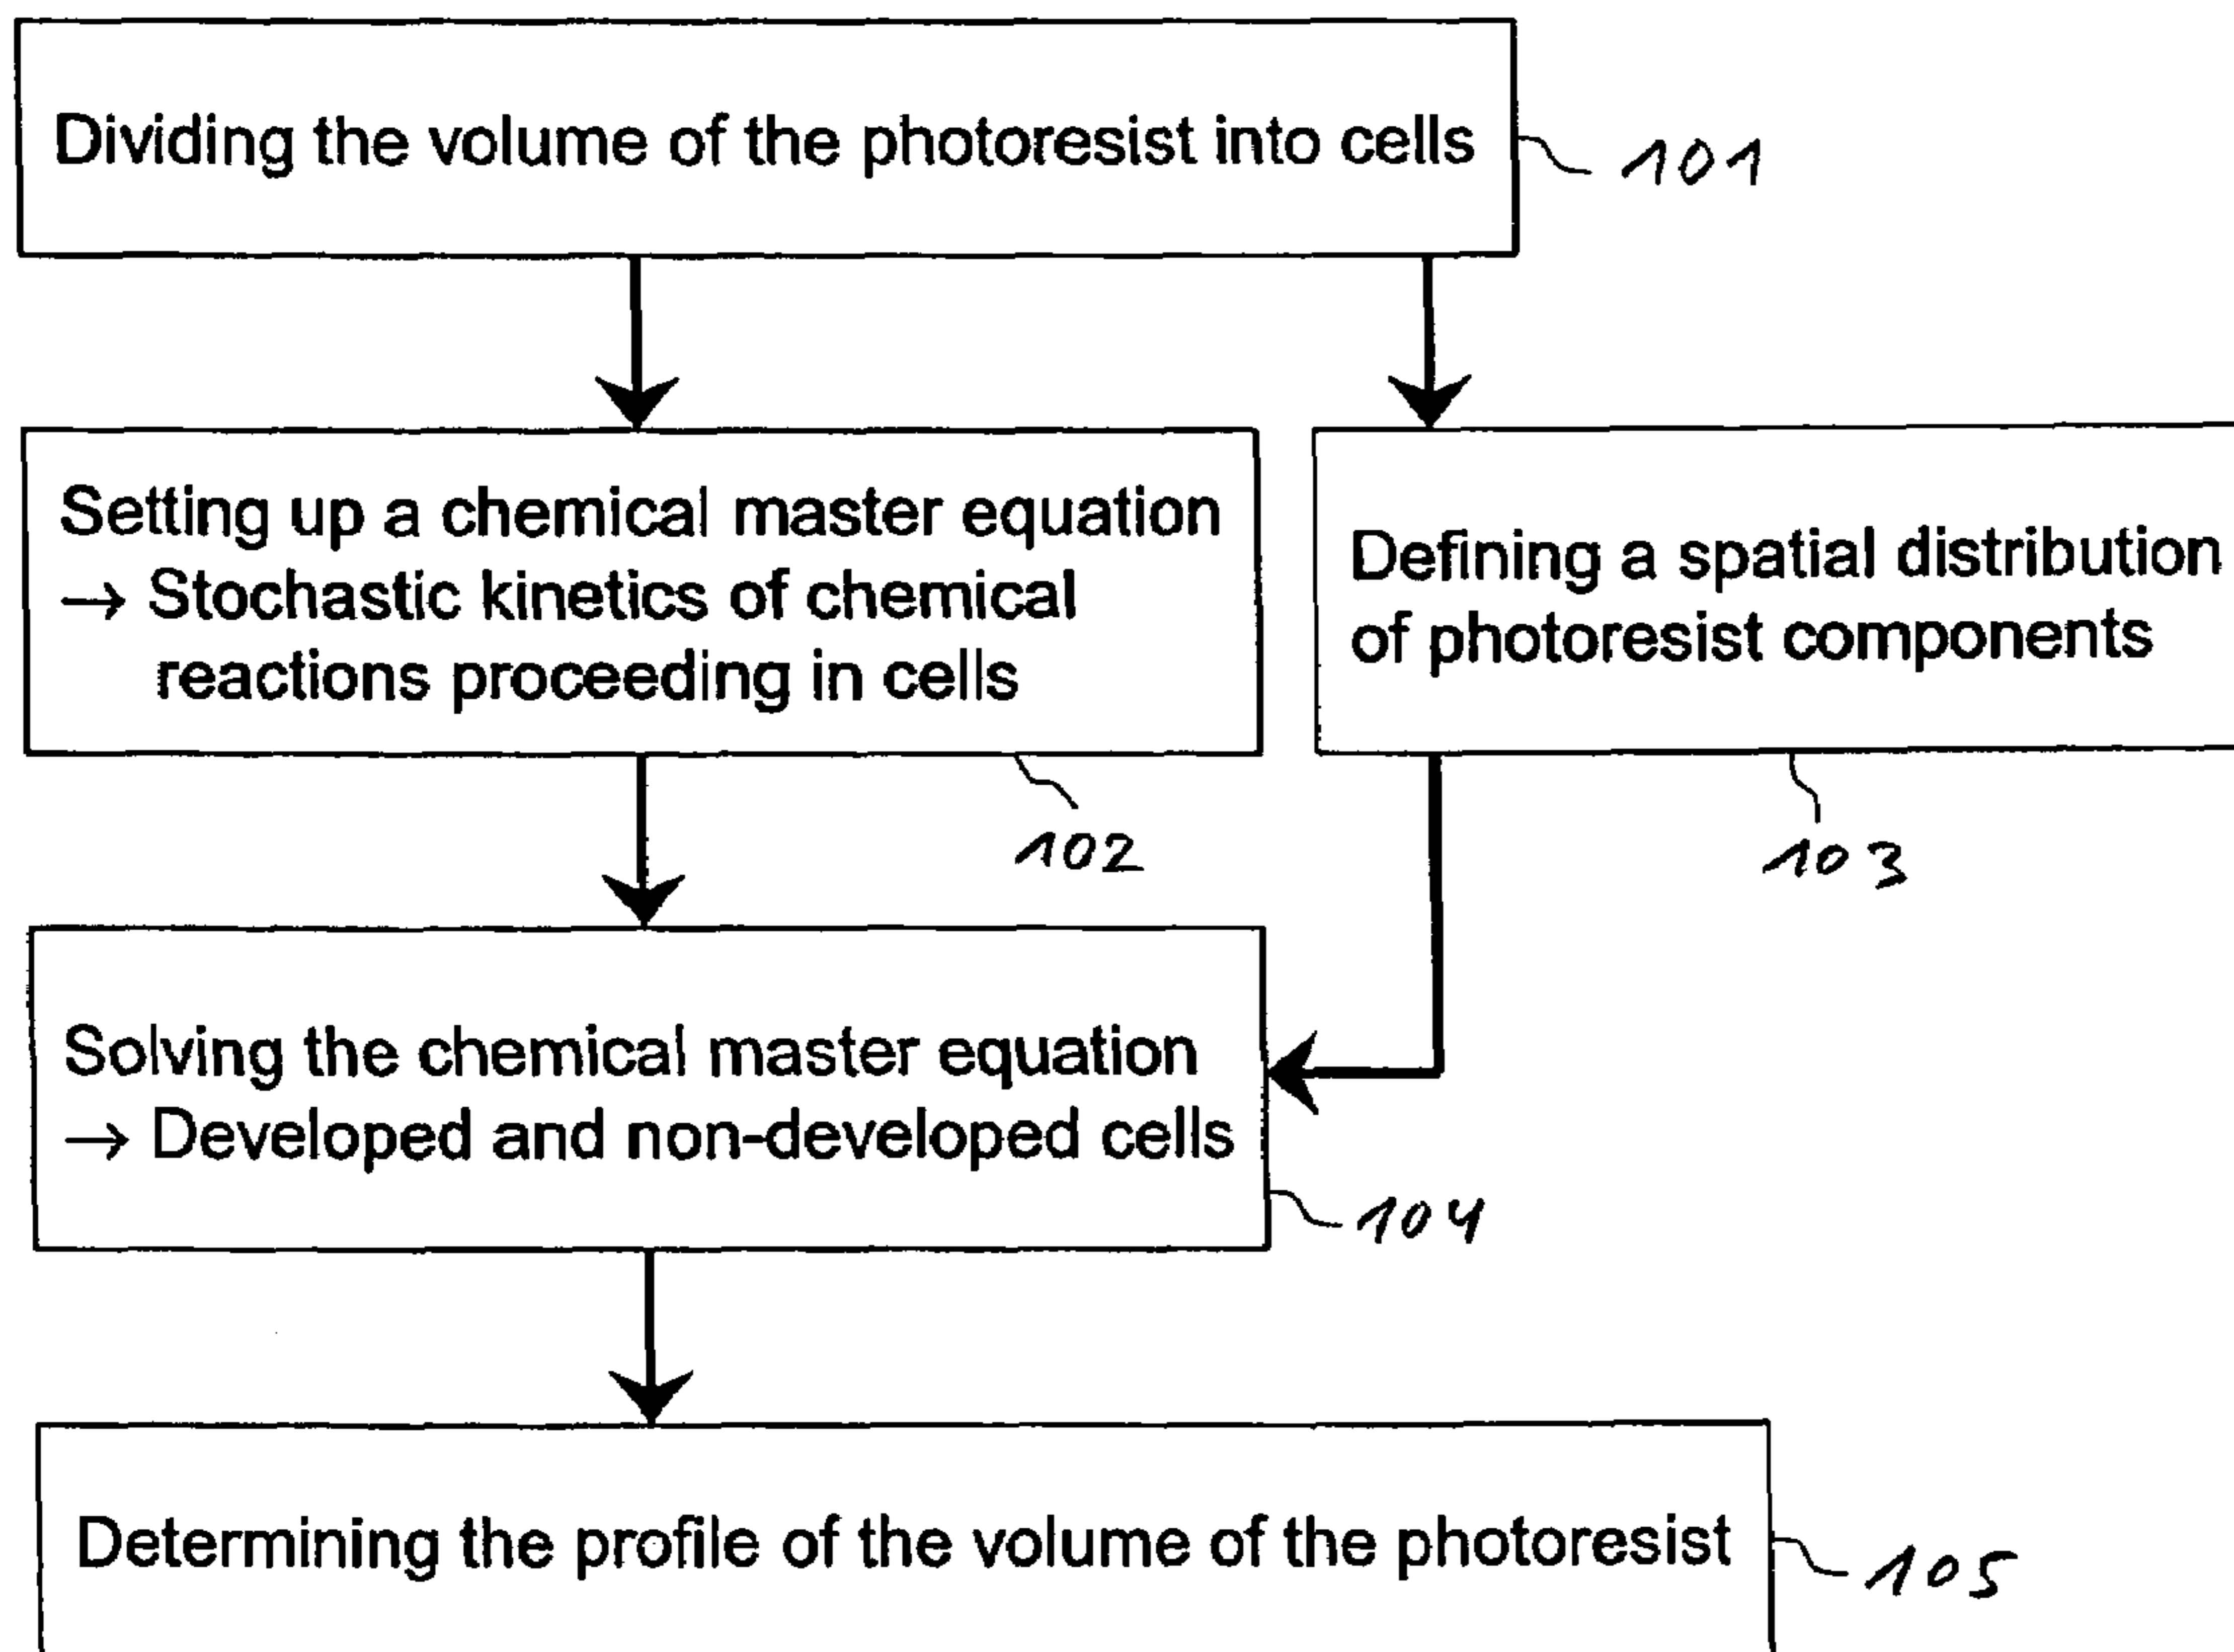 Dividing the volume of the photoresist into cells
101
Setting up a chemical master equation
→ Stochastic kinetics of chemical
reactions proceeding in cells
102
Defining a spatial distribution
of photoresist components
103
Solving the chemical master equation
→ Developed and non-developed cells
104
Determining the profile of the volume of the photoresist
105